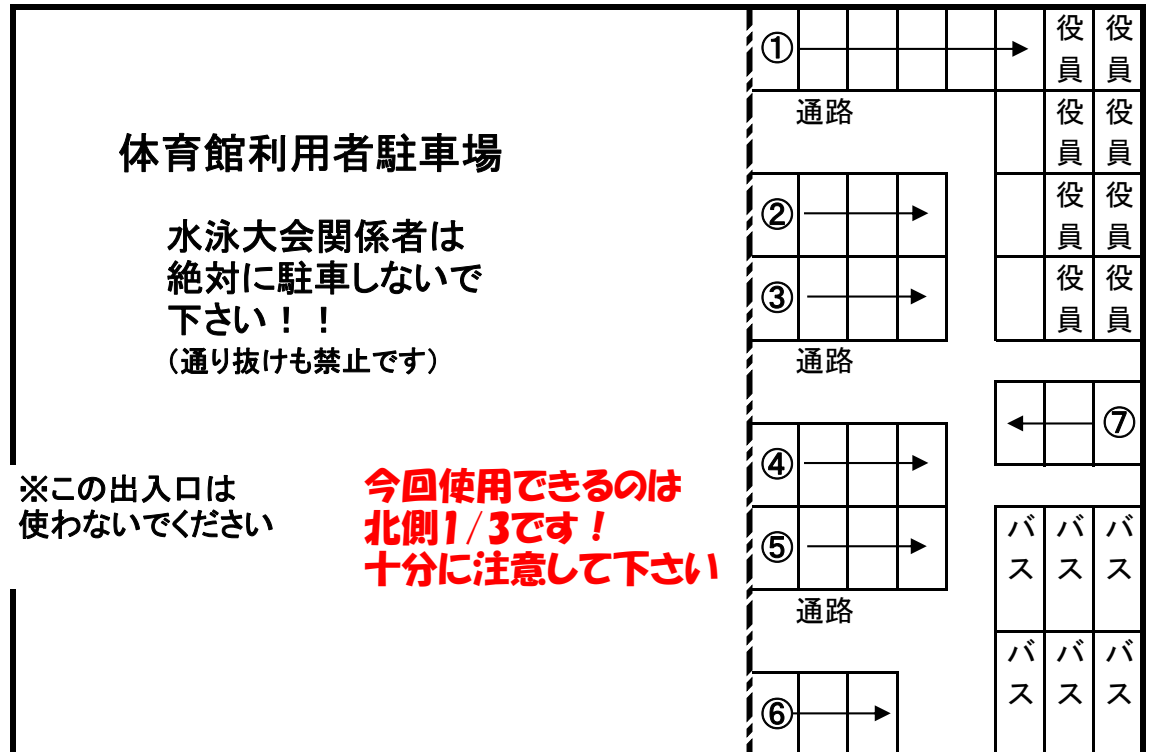 体育館利用者駐車場
水泳大会関係者は
絶対に駐車しないで
下さい！！
（通り抜けも禁止です）
※この出入口は
使わないでください
今回使用できるのは
北側1/3です！
十分に注意して下さい
①
役員 役員
通路
役員 役員
②
役員 役員
③
役員 役員
通路
⑦
④
⑤
バス バス バス
通路
バス バス バス
⑥